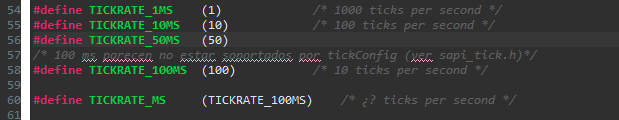 54 #define TICKRATE_1MS (1) /* 1000 ticks per second */
55 #define TICKRATE_10MS (10) /* 100 ticks per second */
56 #define TICKRATE_50MS (50)
57 /* 100 ms parecen no estar soportados por tickConfig (ver sapi_tick.h)*/
58 #define TICKRATE_100MS (100) /* 10 ticks per second */
59
60 #define TICKRATE_MS (TICKRATE_100MS) /* ¿? ticks per second */
61